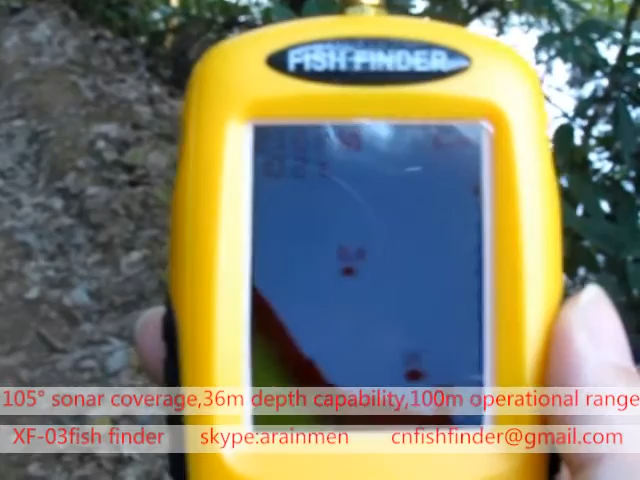 FISH FINDER
105° sonar coverage,36m depth capability,100m operational range
XF-03fish finder skype:arainmen cnfishfinder@gmail.com